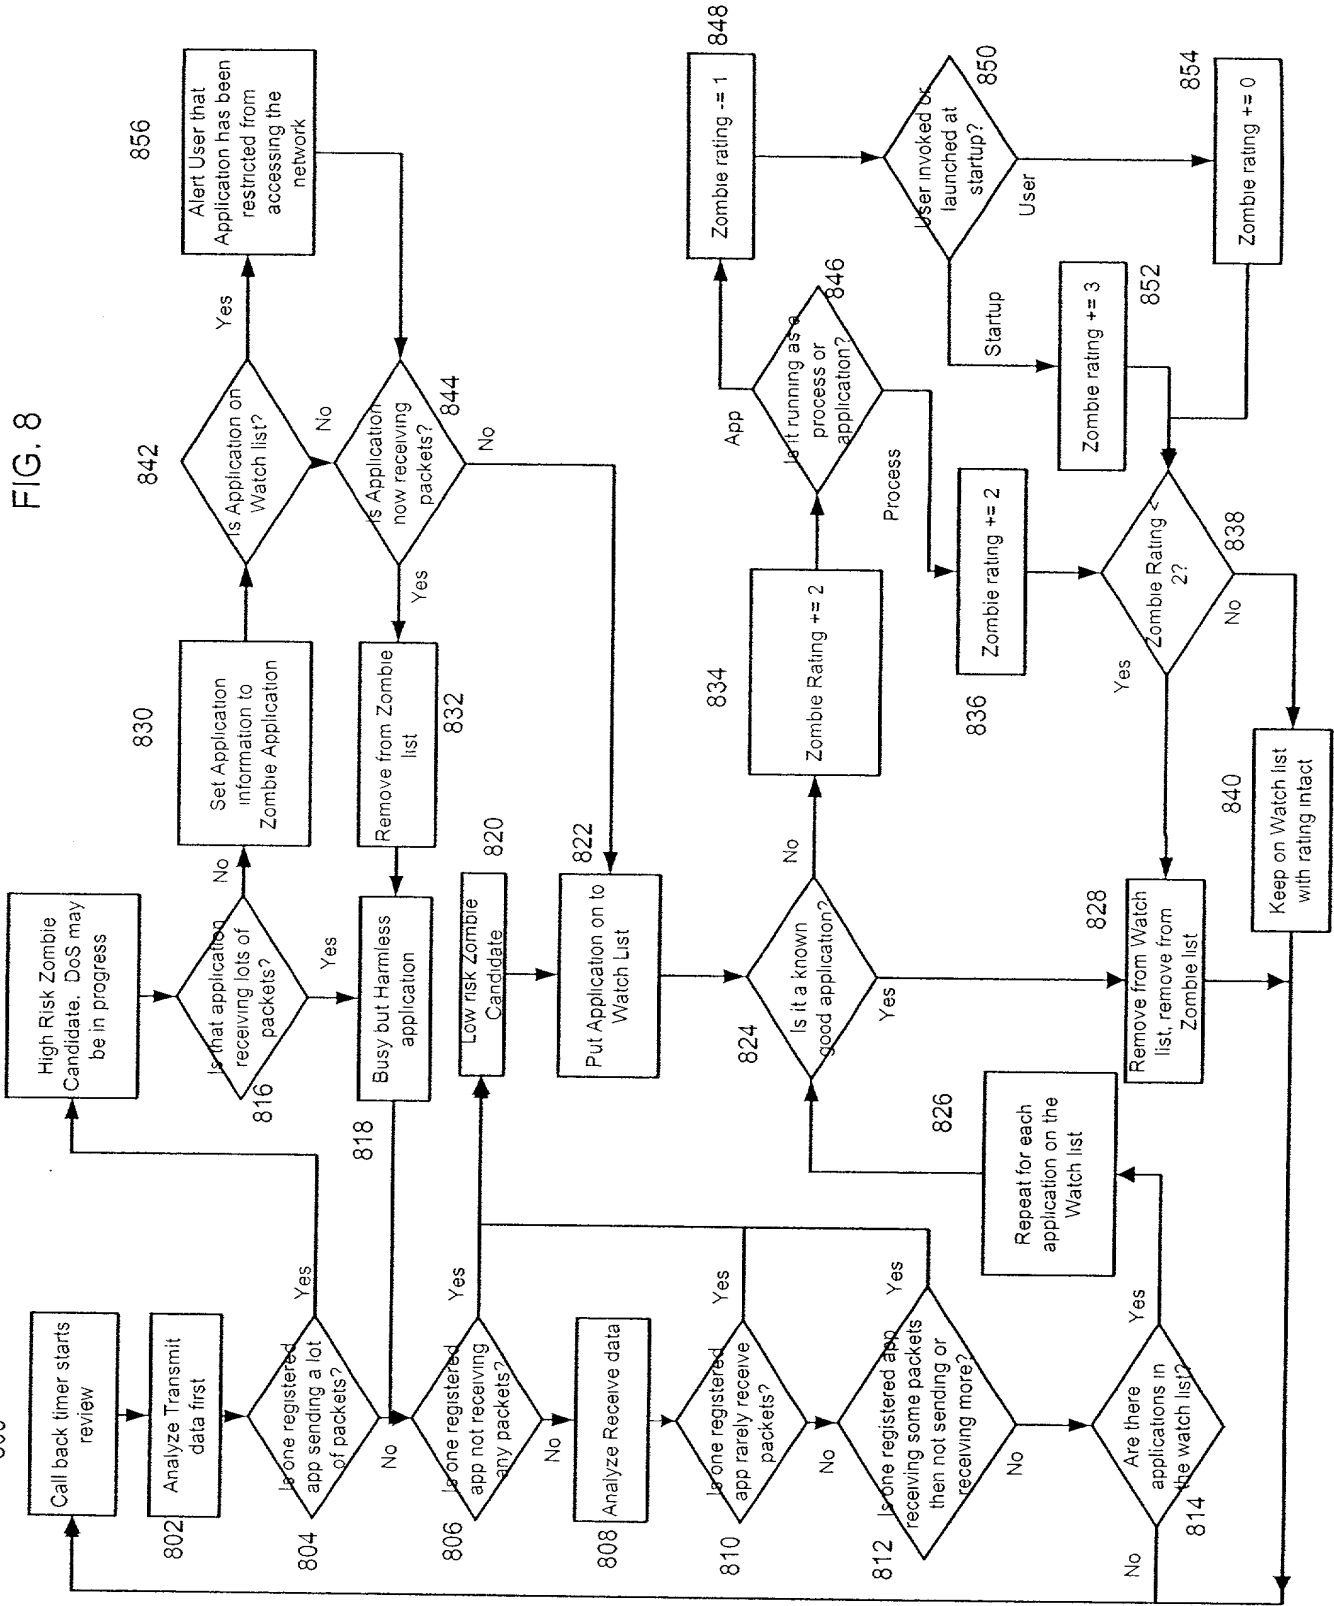 FIG. 8
Call back timer starts
review
802
Analyze Transmit
data first
804
Is one registered
app sending a lot
of packets?
Yes
No
High Risk Zombie
Candidate. DoS may
be in progress
816
Is that application
receiving lots of
packets?
No
Yes
830
Set Application
information to
Zombie Application
842
Is Application on
Watch list?
Yes
No
856
Alert User that
Application has been
restricted from
accessing the
network
844
Is Application
now receiving
packets?
Yes
No
832
Remove from Zombie
list
818
Busy but Harmless
application
806
Is one registered
app not receiving
any packets?
Yes
No
820
Low risk Zombie
Candidate
822
Put Application on to
Watch List
808
Analyze Receive data
810
Is one registered
app rarely receive
packets?
Yes
No
812
Is one registered app
receiving some packets
then not sending or
receiving more?
Yes
No
814
Are there
applications in
the watch list?
Yes
No
826
Repeat for each
application on the
Watch list
824
Is it a known
good application?
No
Yes
834
Zombie Rating += 2
846
Is it running as a
process or
application?
App
Process
848
Zombie rating -= 1
850
User invoked or
launched at
startup?
Startup
User
836
Zombie rating += 2
852
Zombie rating += 3
854
Zombie rating += 0
838
Zombie Rating <
2?
Yes
No
828
Remove from Watch
list, remove from
Zombie list
840
Keep on Watch list
with rating intact